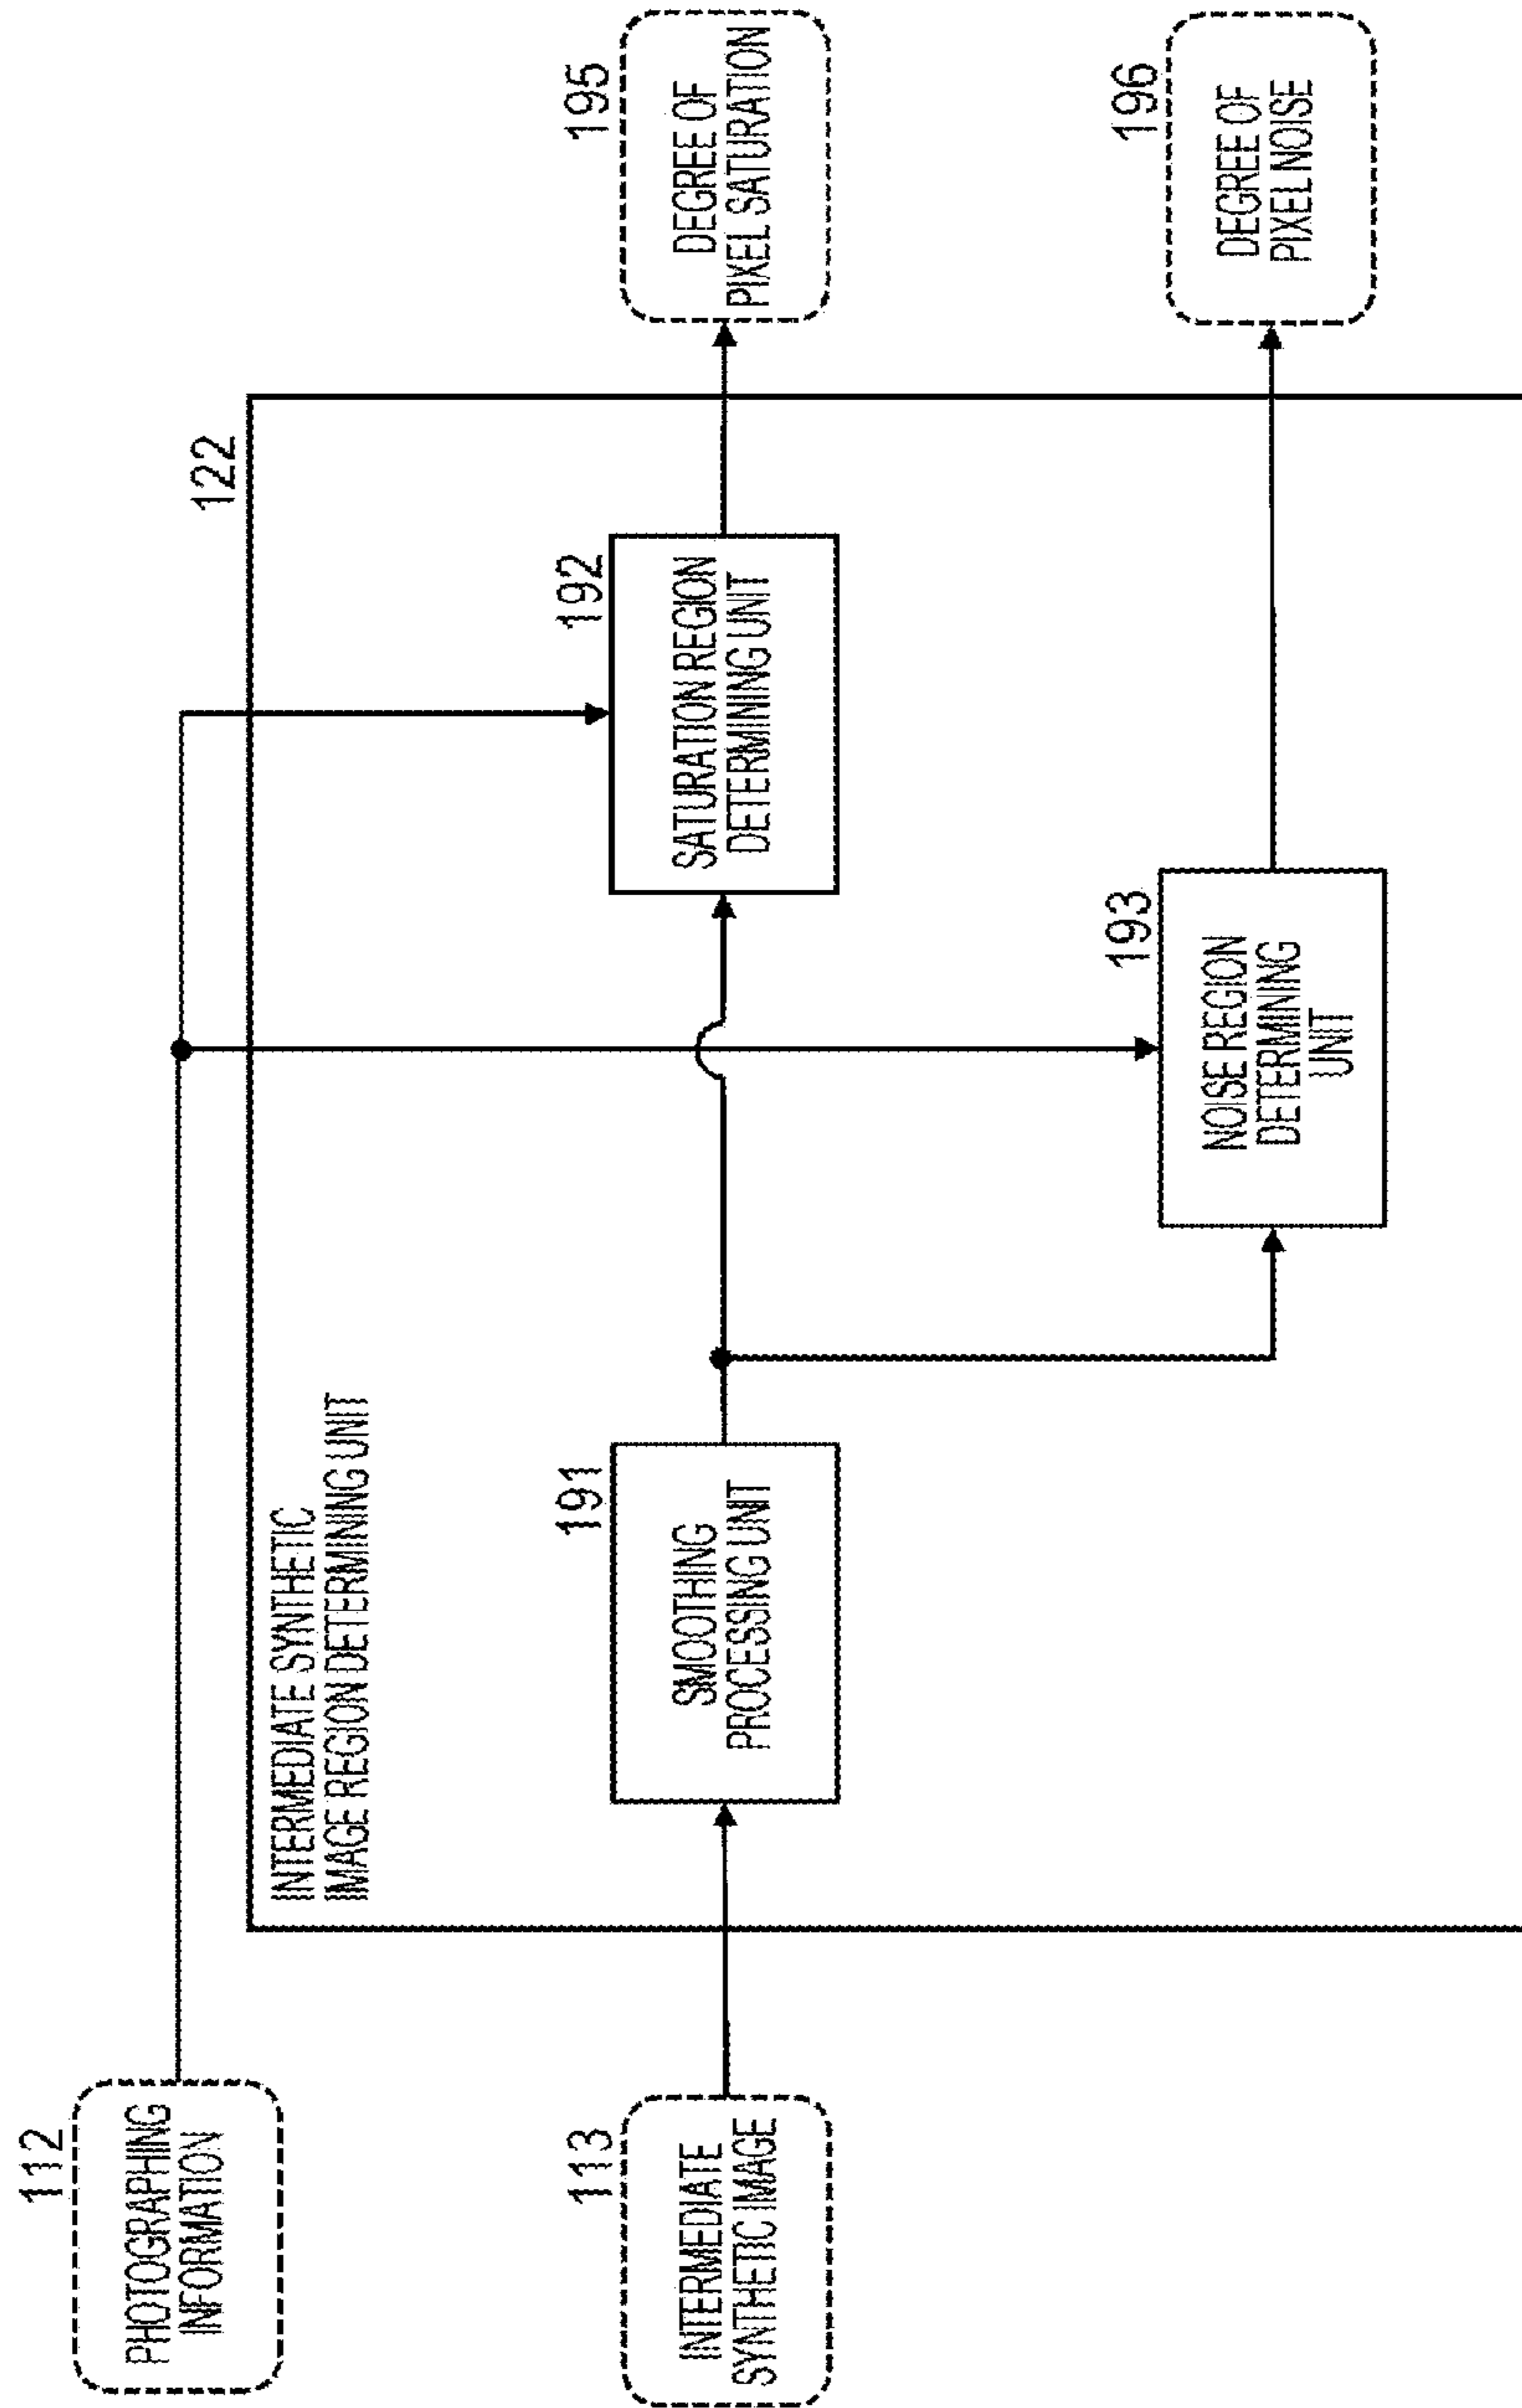 112
PHOTOGRAPHING
INFORMATION
113
INTERMEDIATE
SYNTHETIC IMAGE
122
INTERMEDIATE SYNTHETIC
IMAGE REGION DETERMINING UNIT
191
SMOOTHING
PROCESSING UNIT
192
SATURATION REGION
DETERMINING UNIT
193
NOISE REGION
DETERMINING
UNIT
195
DEGREE OF
PIXEL SATURATION
196
DEGREE OF
PIXEL NOISE